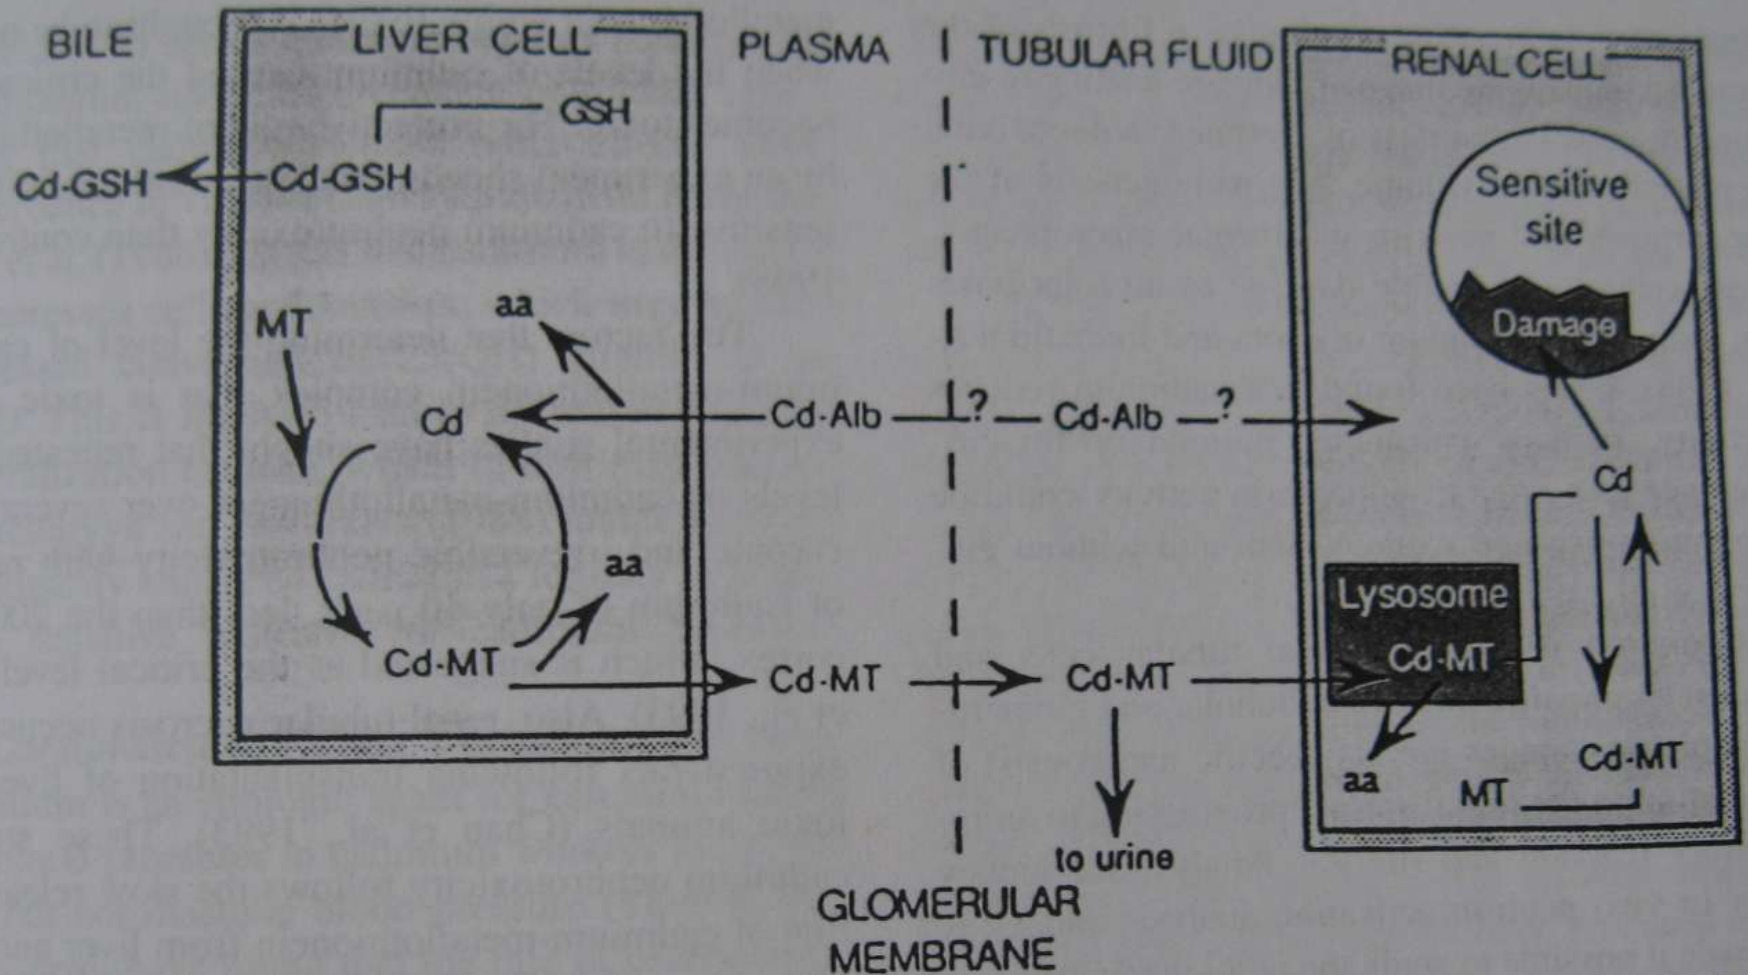 BILE
LIVER CELL
PLASMA
TUBULAR FLUID
RENAL CELL
GSH
Cd-GSH
Cd-GSH
Sensitive
site
Damage
MT
aa
Cd
Cd-Alb
?
Cd-Alb
?
Cd
aa
Lysosome
Cd-MT
Cd-MT
Cd-MT
Cd-MT
aa
MT
Cd-MT
to urine
GLOMERULAR
MEMBRANE